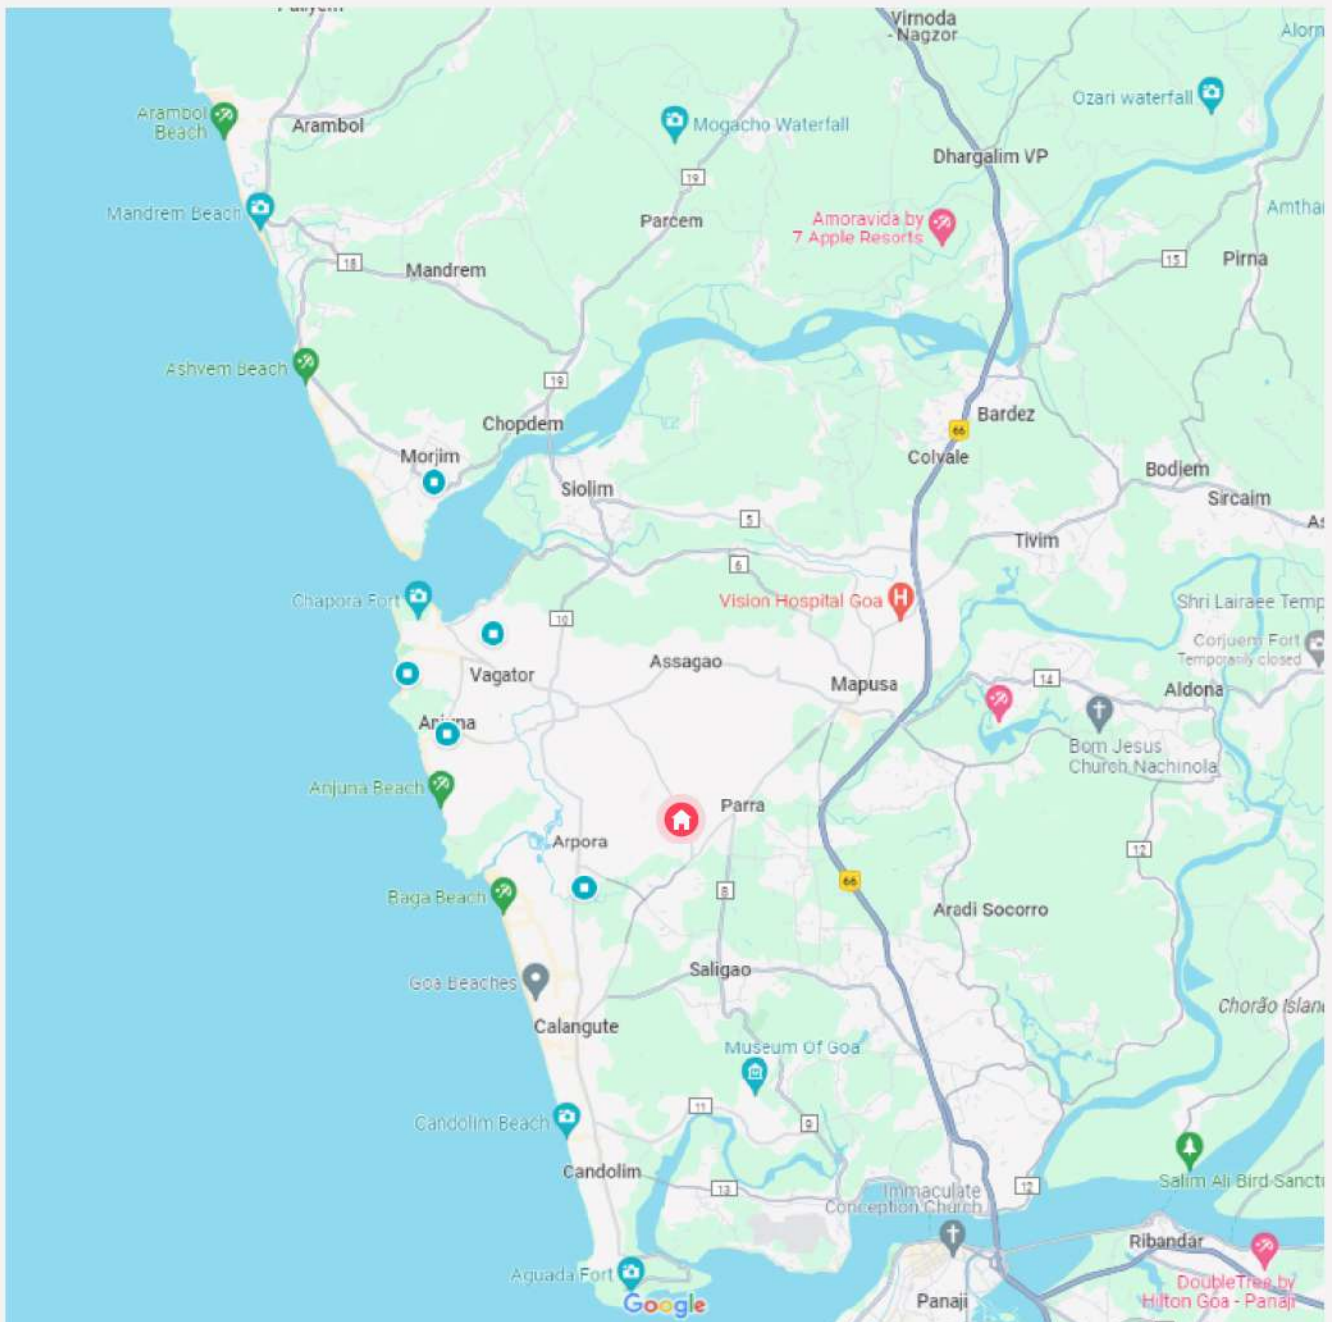 Virnoda
- Nagzor
Arambol
Beach
Arambol
Mogacho Waterfall
Ozari waterfall
Dhargalim VP
19
Mandrem Beach
Parcem
Amoravida by
7 Apple Resorts
18
Mandrem
15
Pirna
Ashvem Beach
19
Chopdem
Bardez
66
Morjim
Colvale
Bodiem
Siolim
Sircaim
5
Tivim
6
Chapora Fort
Vision Hospital Goa
10
Shri Lairaee Temp
Corjuem Fort
Temporarily closed
Assagao
Vagator
Mapusa
14
Aldona
Anjuna
Bom Jesus
Church Nachinola
Anjuna Beach
Parra
Arpora
12
66
8
Baga Beach
Aradi Socorro
Saligao
Goa Beaches
Chorão Islan
Calangute
Museum Of Goa
11
Candolim Beach
9
Candolim
13
Immaculate
Conception Church
12
Salim Ali Bird Sanctu
Ribandar
Aguada Fort
DoubleTree by
Hilton Goa - Panaji
Google
Panaji